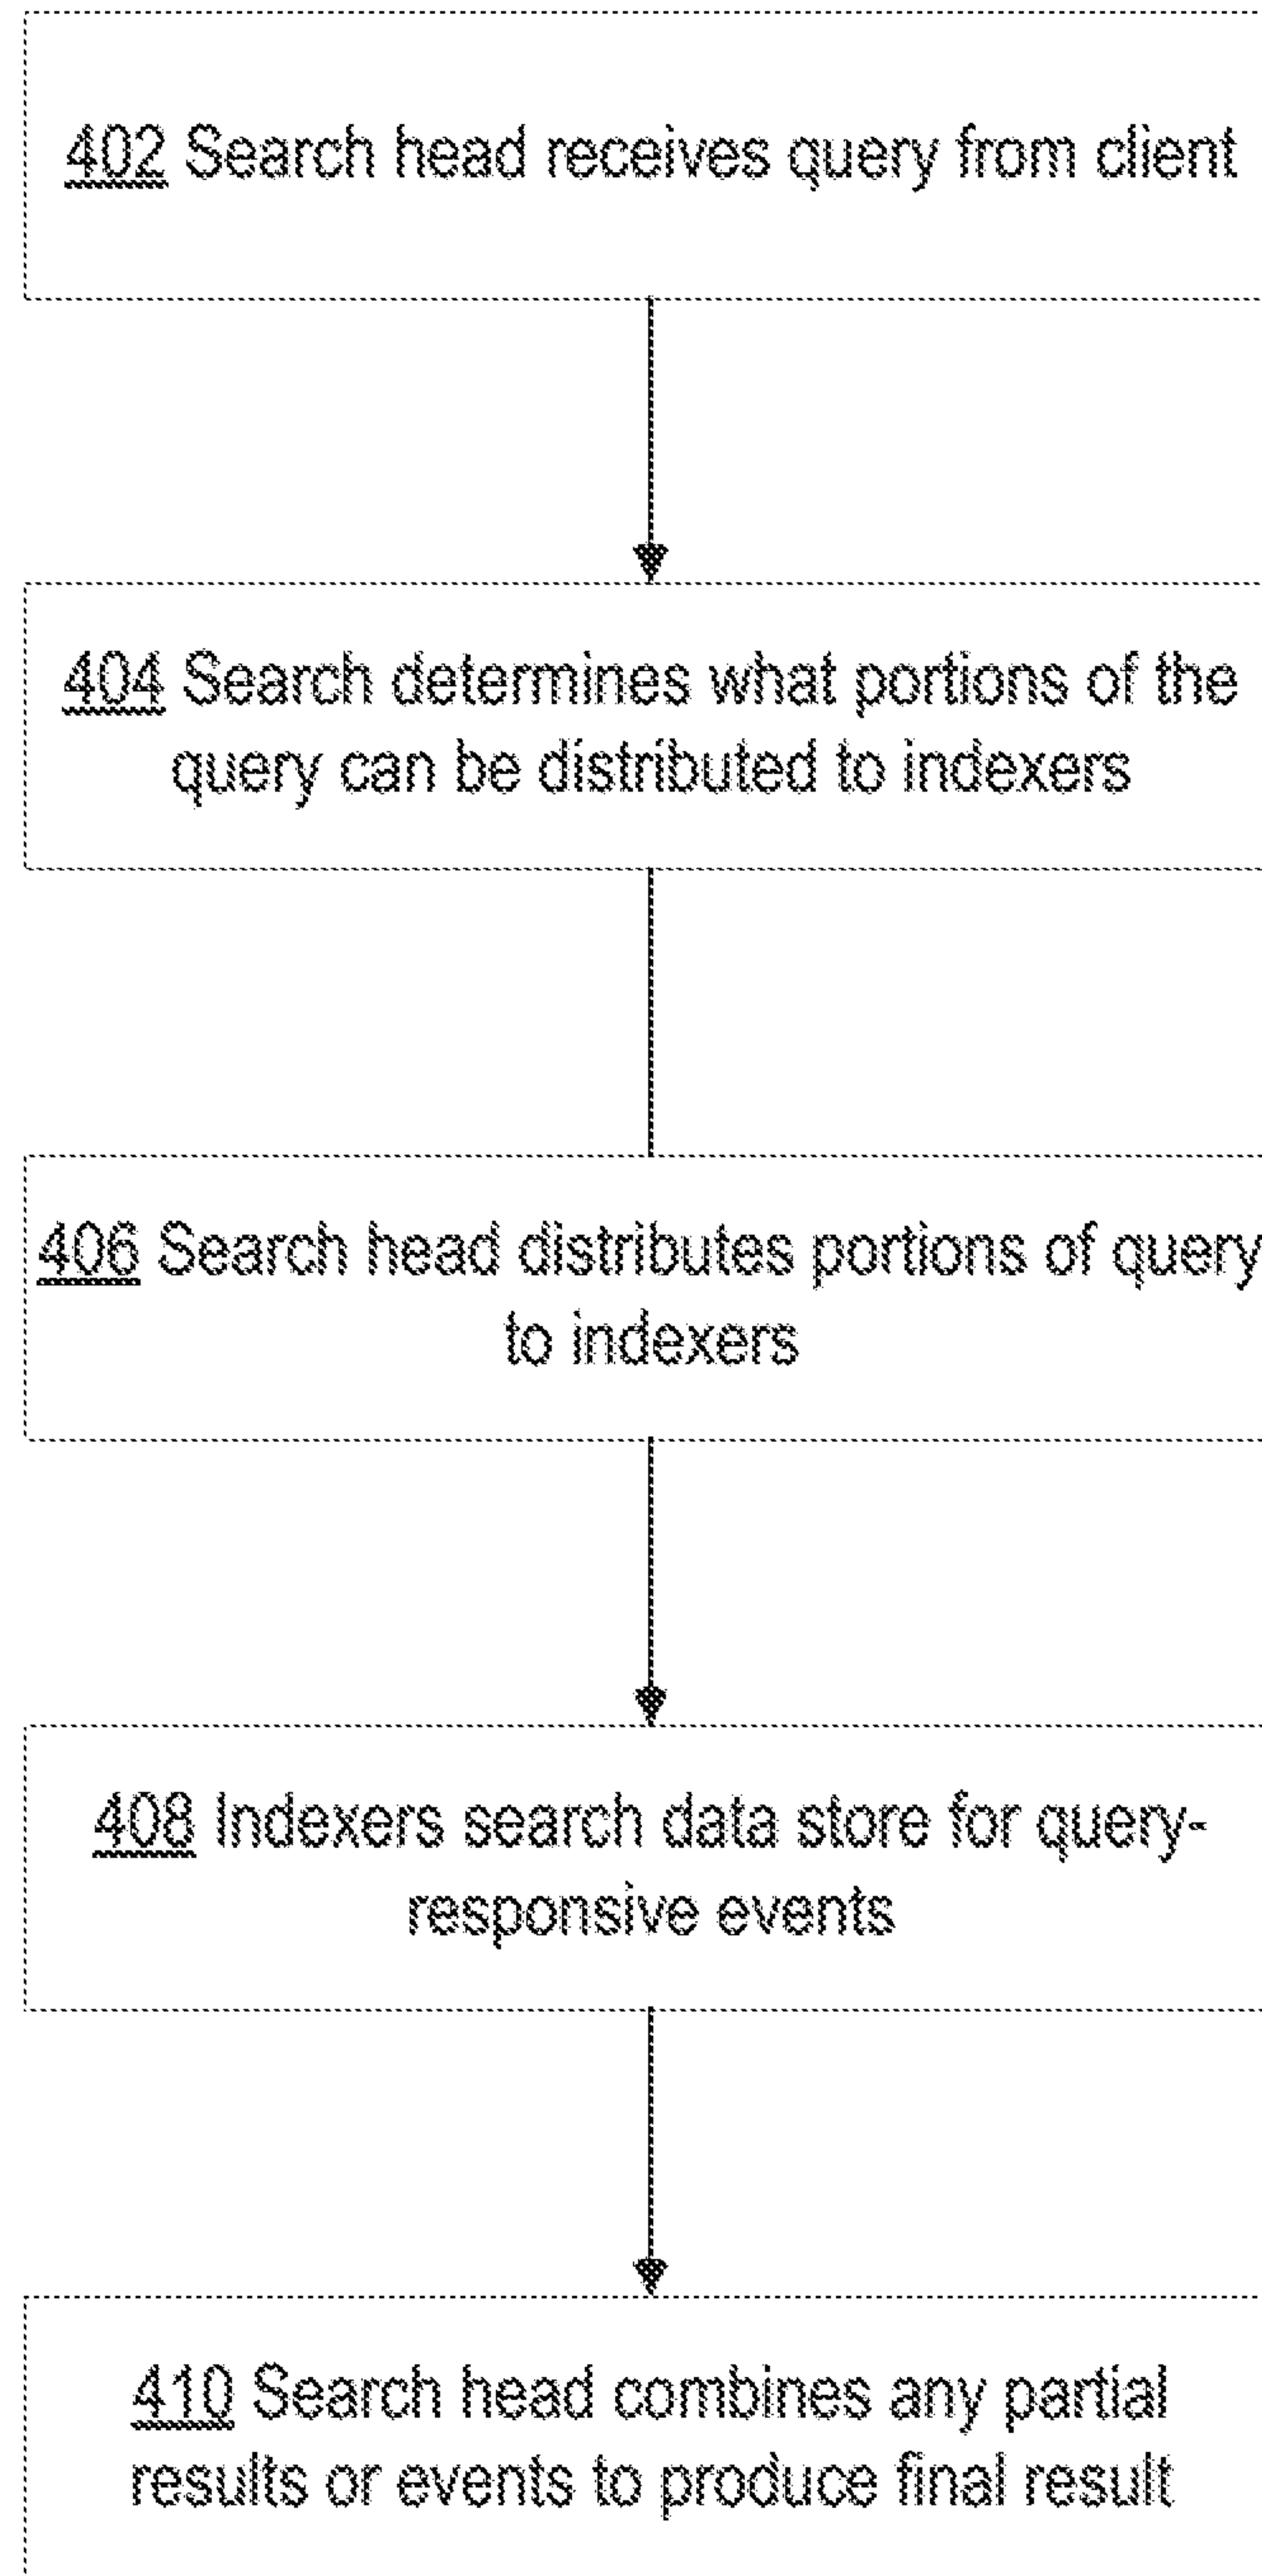 402 Search head receives query from client
404 Search determines what portions of the
query can be distributed to indexers
406 Search head distributes portions of query
to indexers
408 Indexers search data store for query-
responsive events
410 Search head combines any partial
results or events to produce final result